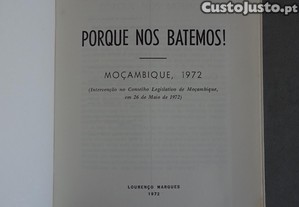 CustoJusto.pt
PORQUE NOS BATEMOS!
MOÇAMBIQUE, 1972
(Intervenção no Conselho Legislativo de Moçambique,
em 26 de Maio de 1972)
LOURENÇO MARQUES
1972